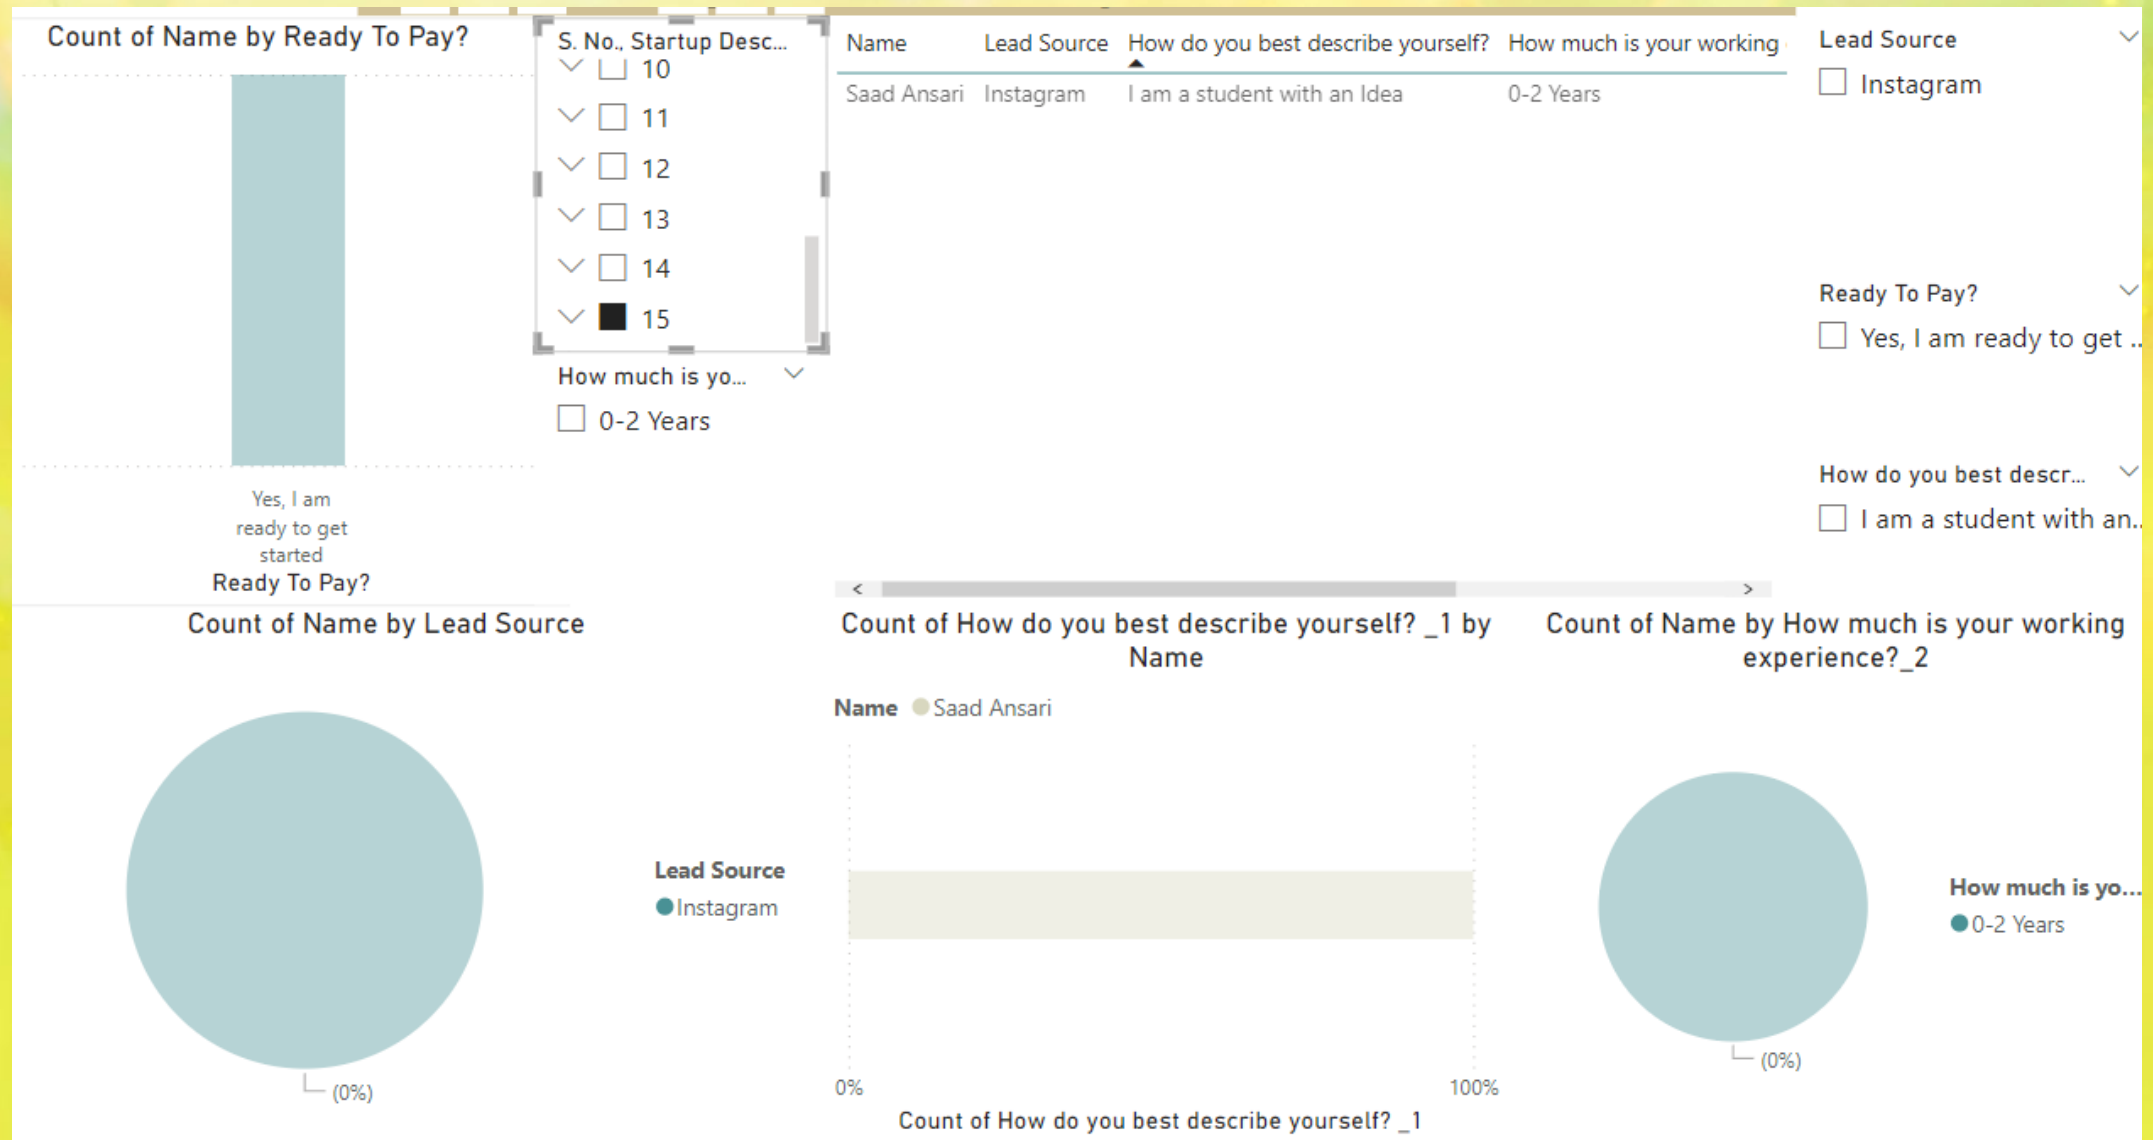 Count of Name by Ready To Pay?
Yes, I am
ready to get
started
Ready To Pay?
S. No., Startup Desc...
10
11
12
13
14
15
How much is yo...
0-2 Years
Name Lead Source How do you best describe yourself? How much is your working
Saad Ansari Instagram I am a student with an Idea 0-2 Years
Lead Source
Instagram
Ready To Pay?
Yes, I am ready to get ..
How do you best descr...
I am a student with an..
Count of Name by Lead Source
Lead Source
Instagram
(0%)
Count of How do you best describe yourself? _1 by
Name
Name Saad Ansari
0% 100%
Count of How do you best describe yourself? _1
Count of Name by How much is your working
experience?_2
How much is yo...
0-2 Years
(0%)